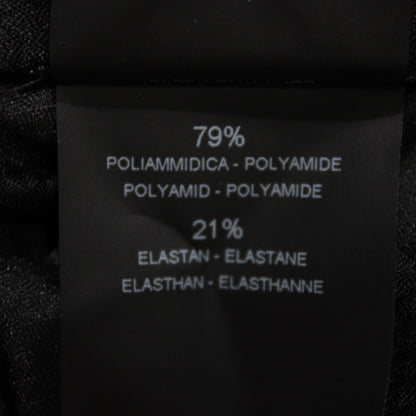 79%
POLIAMMIDICA - POLYAMIDE
POLYAMID - POLYAMIDE
21%
ELASTAN - ELASTANE
ELASTHAN - ELASTHANNE